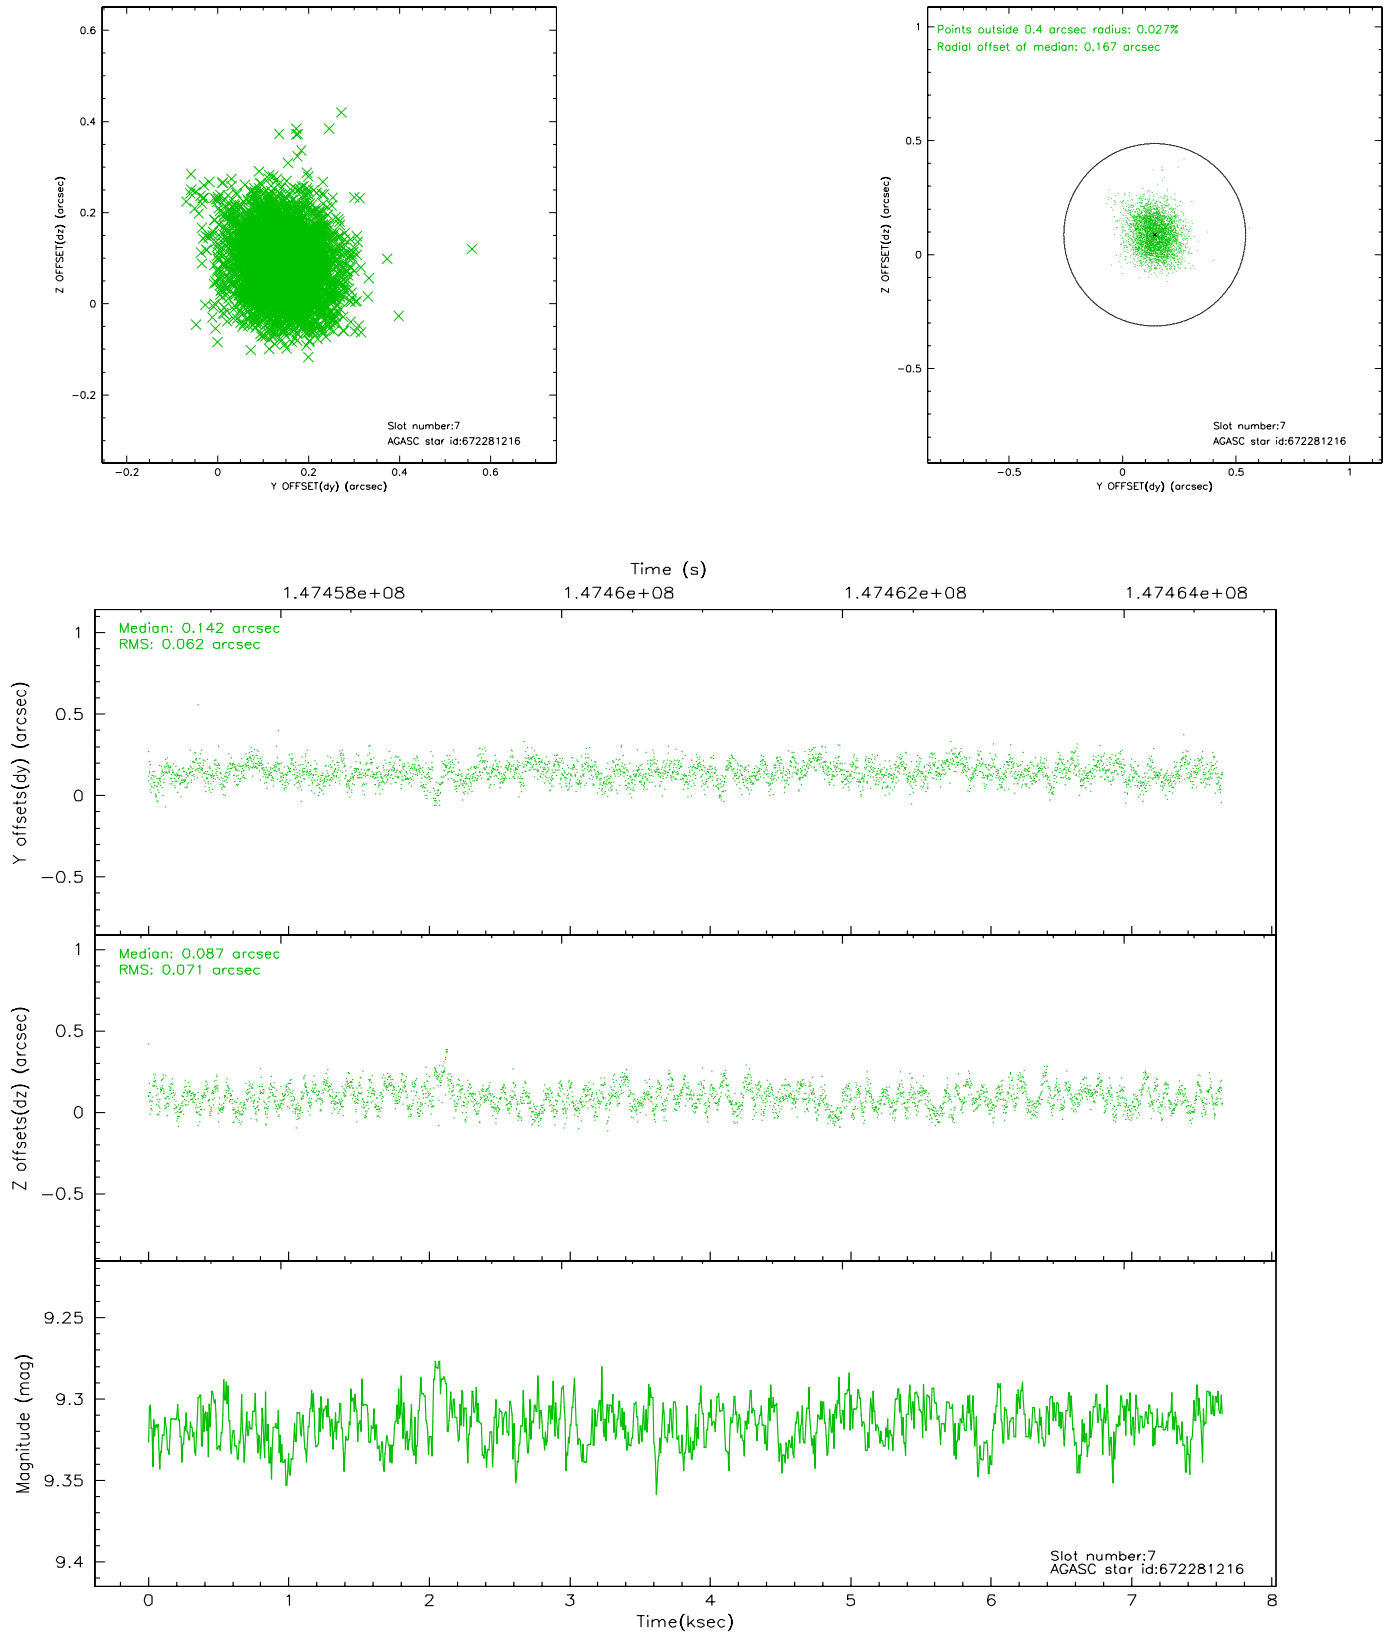 0.6
0.4
0.2
0
−0.2
Z OFFSET(dz) (arcsec)
Slot number:7
AGASC star id:672281216
−0.2 0 0.2 0.4 0.6
Y OFFSET(dy) (arcsec)
Points outside 0.4 arcsec radius: 0.027%
Radial offset of median: 0.167 arcsec
1
0.5
0
−0.5
Z OFFSET(dz) (arcsec)
Slot number:7
AGASC star id:672281216
−0.5 0 0.5 1
Y OFFSET(dy) (arcsec)
Time (s)
1.47458e+08 1.4746e+08 1.47462e+08 1.47464e+08
Median: 0.142 arcsec
RMS: 0.062 arcsec
1
0.5
0
−0.5
Y offsets(dy) (arcsec)
Median: 0.087 arcsec
RMS: 0.071 arcsec
1
0.5
0
−0.5
Z offsets(dz) (arcsec)
9.25
9.3
9.35
9.4
Magnitude (mag)
Slot number:7
AGASC star id:672281216
0 1 2 3 4 5 6 7 8
Time(ksec)